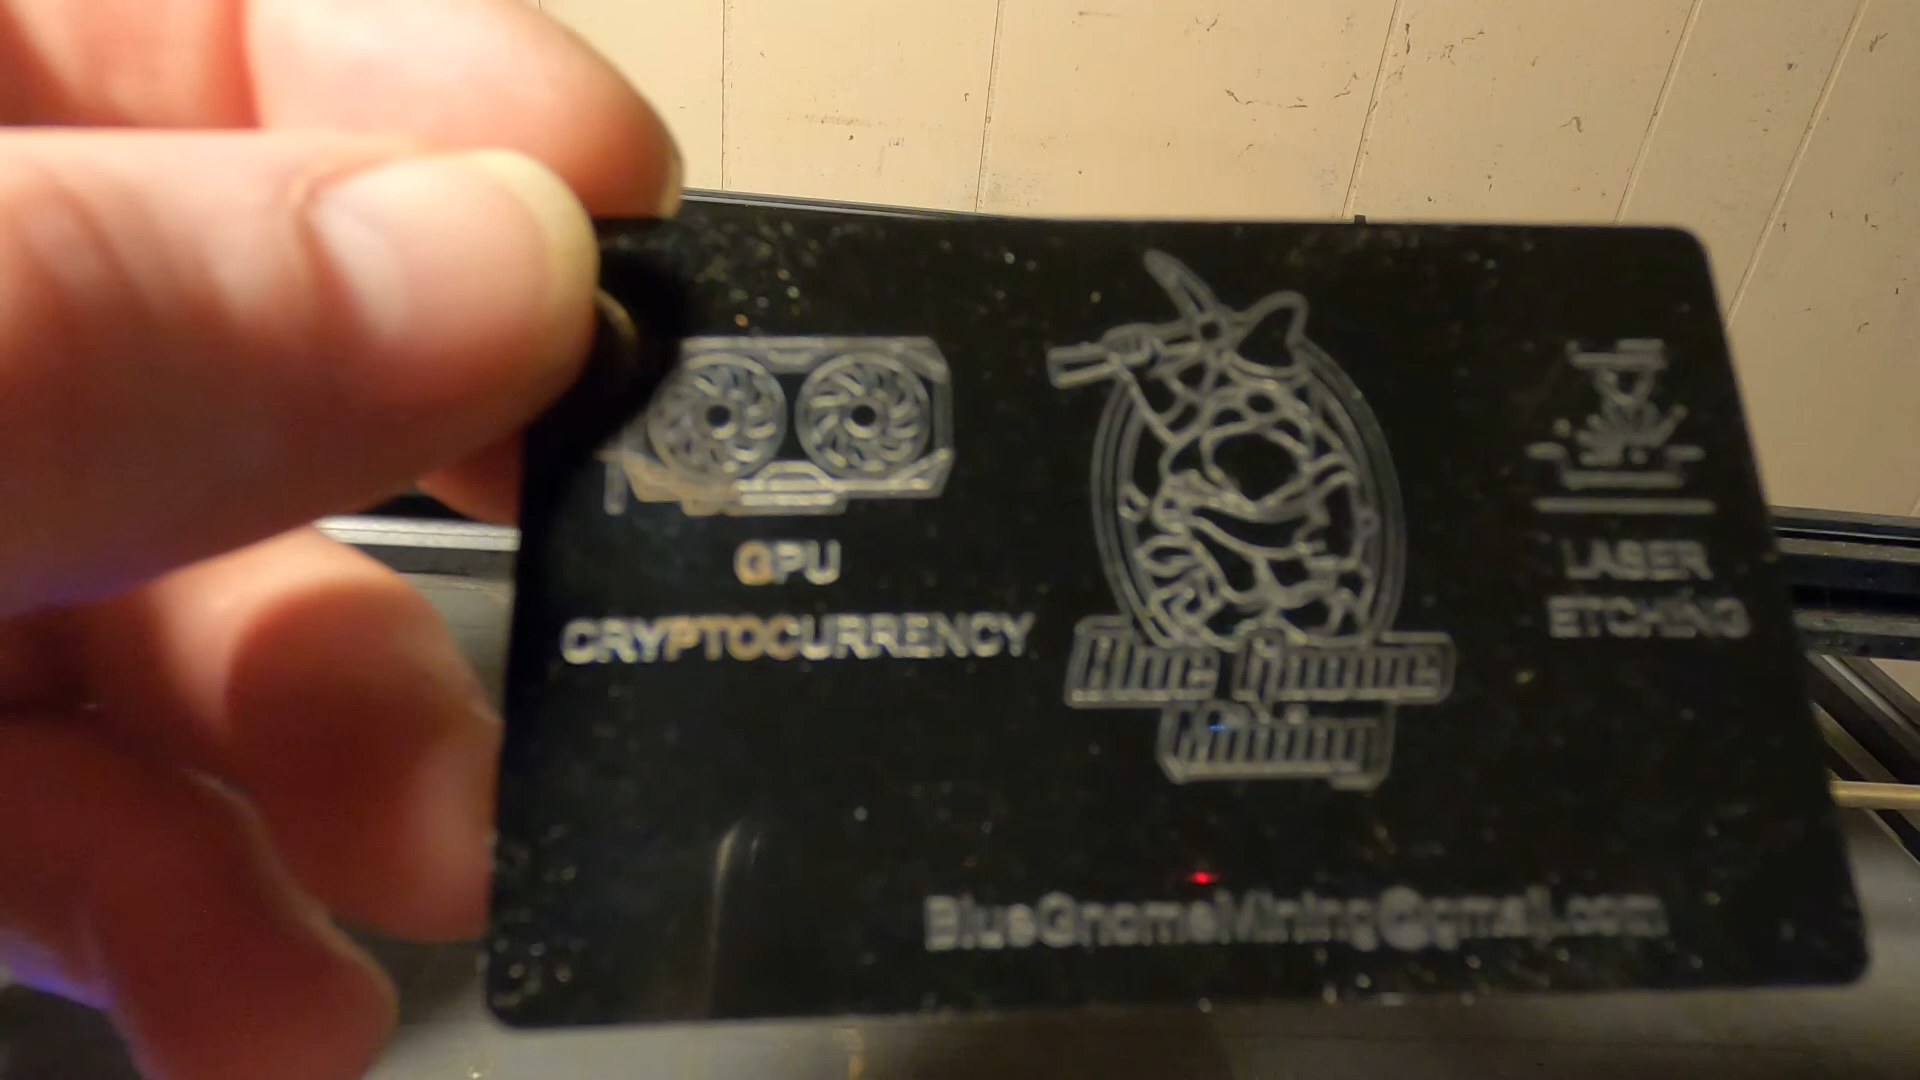 GPU
CRYPTOCURRENCY
Blue Gnome
Mining
LASER
ETCHING
BlueGnomeMining@gmail.com